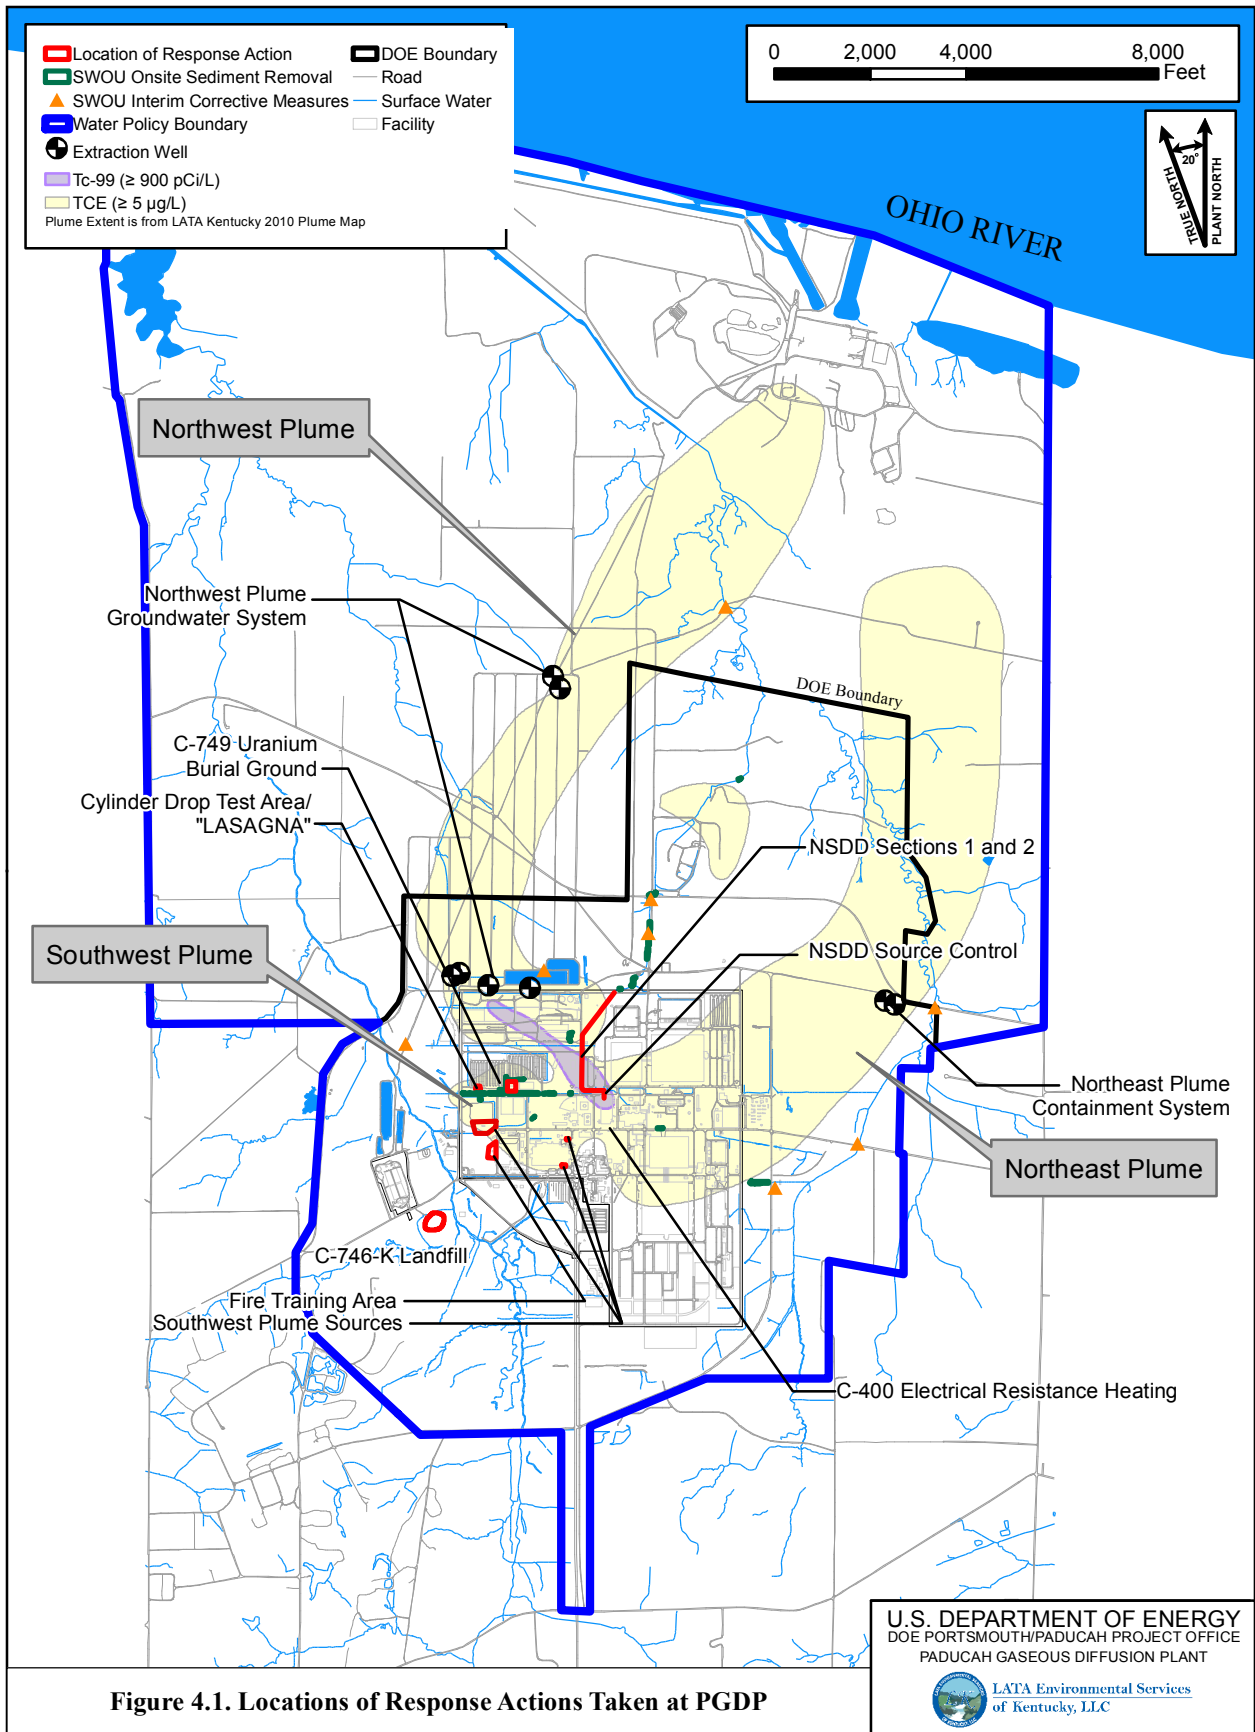 Location of Response Action
DOE Boundary
SWOU Onsite Sediment Removal
Road
SWOU Interim Corrective Measures
Surface Water
Water Policy Boundary
Facility
Extraction Well
Tc-99 (≥ 900 pCi/L)
TCE (≥ 5 µg/L)
Plume Extent is from LATA Kentucky 2010 Plume Map
0 2,000 4,000 8,000
Feet
20°
TRUE NORTH
PLANT NORTH
OHIO RIVER
Northwest Plume
Northwest Plume
Groundwater System
DOE Boundary
C-749 Uranium
Burial Ground
Cylinder Drop Test Area/
"LASAGNA"
NSDD Sections 1 and 2
Southwest Plume
NSDD Source Control
Northeast Plume
Containment System
Northeast Plume
C-746-K Landfill
Fire Training Area
Southwest Plume Sources
C-400 Electrical Resistance Heating
U.S. DEPARTMENT OF ENERGY
DOE PORTSMOUTH/PADUCAH PROJECT OFFICE
PADUCAH GASEOUS DIFFUSION PLANT
LATA Environmental Services
of Kentucky, LLC
Figure 4.1. Locations of Response Actions Taken at PGDP